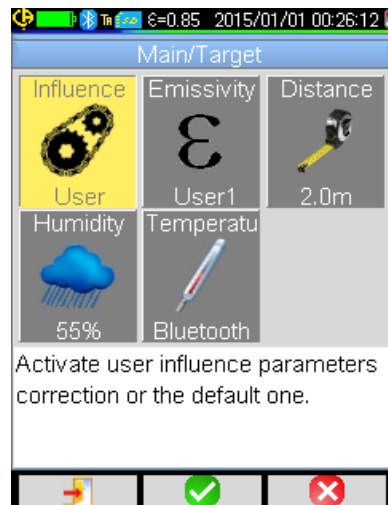 ε=0.85 2015/01/01 00:26:12
Main/Target
Influence Emissivity Distance
ε
User User1 2.0m
Humidity Temperatu
55% Bluetooth
Activate user influence parameters
correction or the default one.